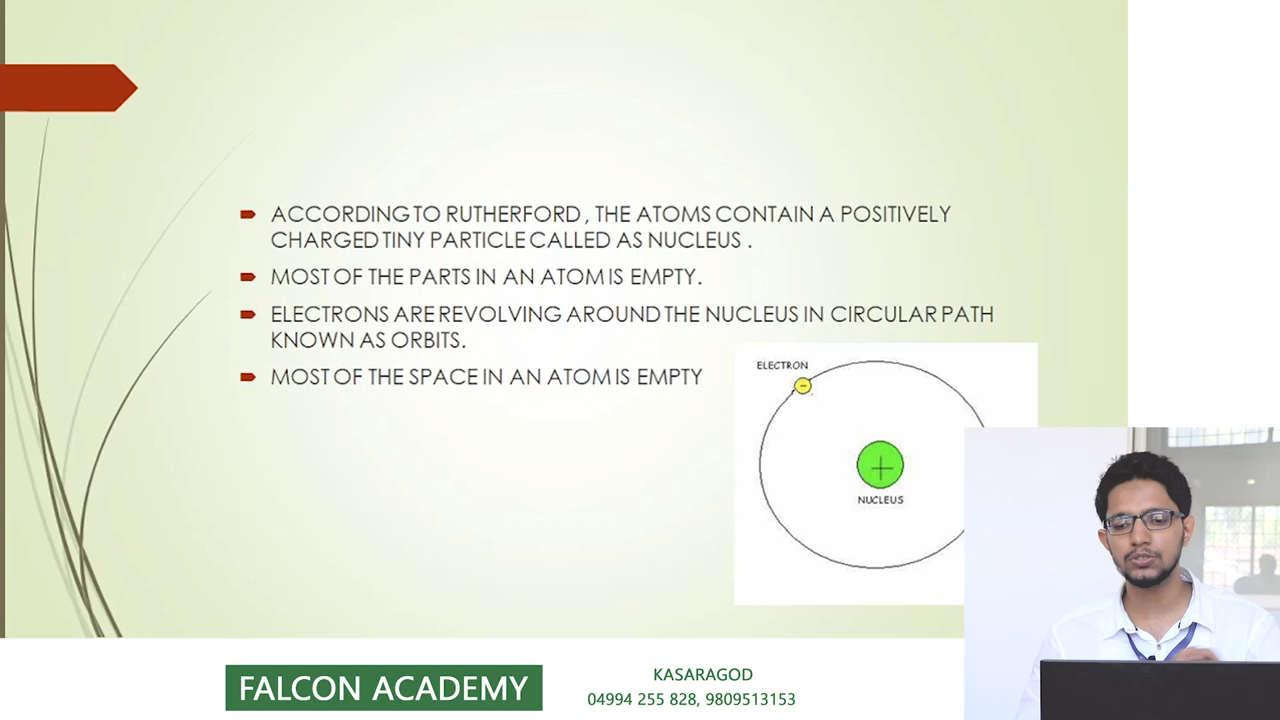 ACCORDING TO RUTHERFORD , THE ATOMS CONTAIN A POSITIVELY
CHARGED TINY PARTICLE CALLED AS NUCLEUS .
MOST OF THE PARTS IN AN ATOM IS EMPTY.
ELECTRONS ARE REVOLVING AROUND THE NUCLEUS IN CIRCULAR PATH
KNOWN AS ORBITS.
MOST OF THE SPACE IN AN ATOM IS EMPTY
ELECTRON
−
+
NUCLEUS
FALCON ACADEMY
KASARAGOD
04994 255 828, 9809513153